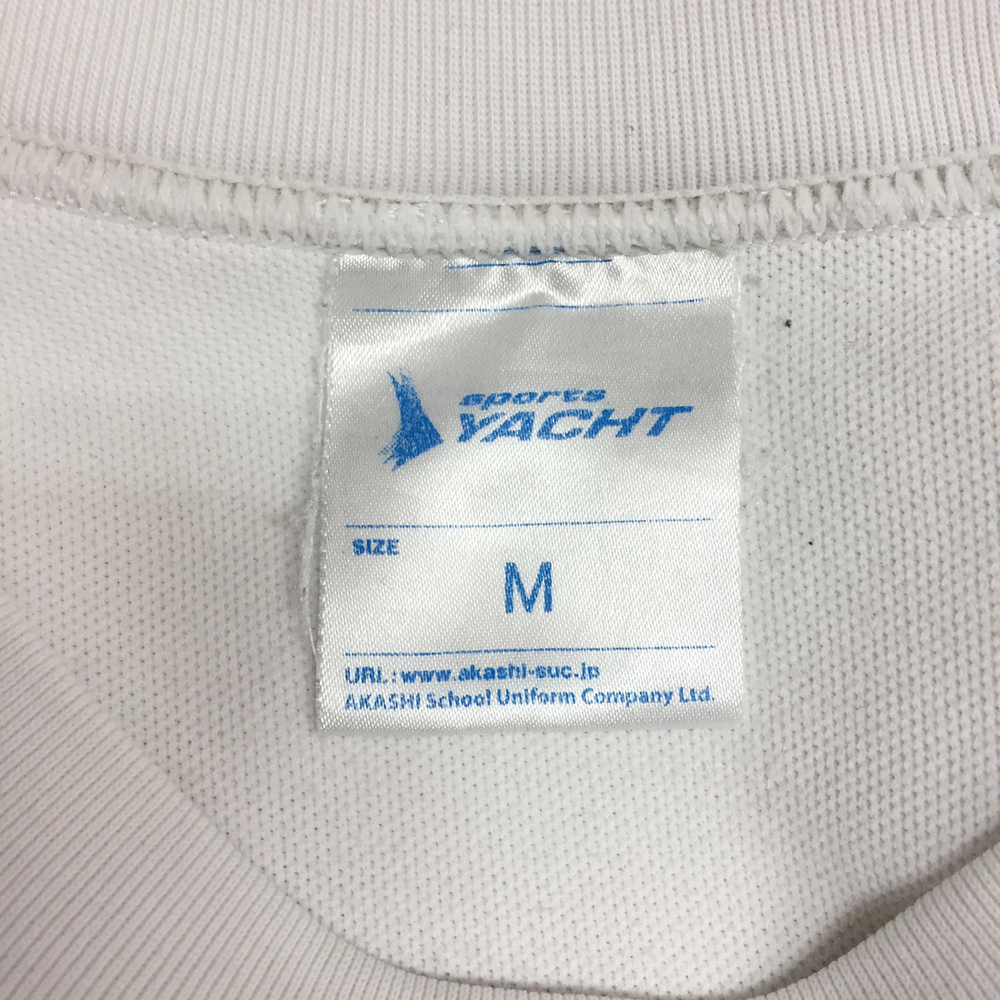 sports
YACHT
SIZE
M
URL : www.akashi-suc.jp
AKASHI School Uniform Company Ltd.